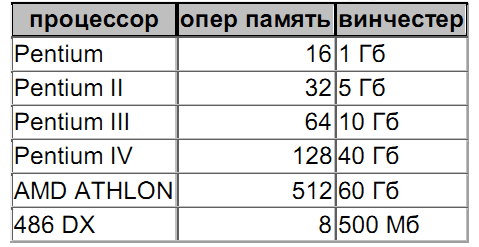 процессор опер память винчестер
Pentium 16 1 Гб
Pentium II 32 5 Гб
Pentium III 64 10 Гб
Pentium IV 128 40 Гб
AMD ATHLON 512 60 Гб
486 DX 8 500 Мб